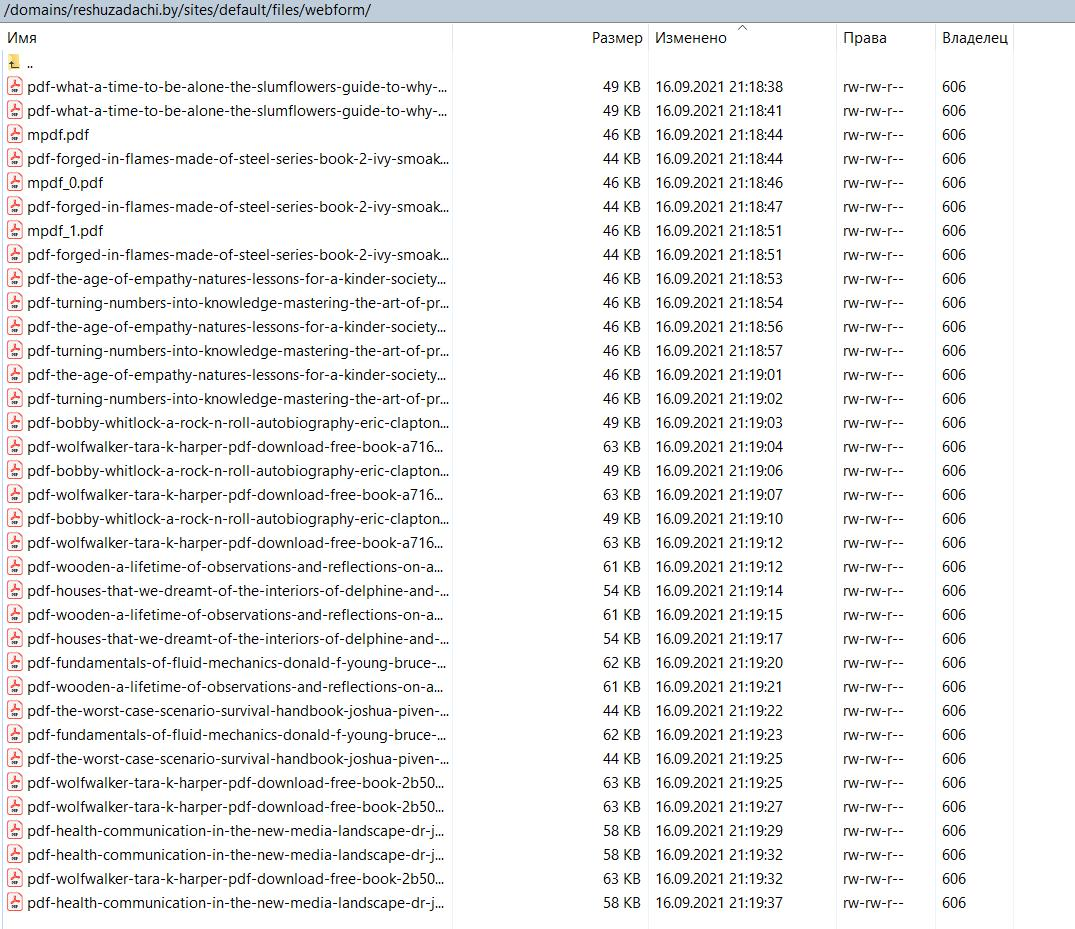 /domains/reshuzadachi.by/sites/default/files/webform/
Имя Размер Изменено Права Владелец
..
pdf-what-a-time-to-be-alone-the-slumflowers-guide-to-why-... 49 KB 16.09.2021 21:18:38 rw-rw-r-- 606
pdf-what-a-time-to-be-alone-the-slumflowers-guide-to-why-... 49 KB 16.09.2021 21:18:41 rw-rw-r-- 606
mpdf.pdf 46 KB 16.09.2021 21:18:44 rw-rw-r-- 606
pdf-forged-in-flames-made-of-steel-series-book-2-ivy-smoak... 44 KB 16.09.2021 21:18:44 rw-rw-r-- 606
mpdf_0.pdf 46 KB 16.09.2021 21:18:46 rw-rw-r-- 606
pdf-forged-in-flames-made-of-steel-series-book-2-ivy-smoak... 44 KB 16.09.2021 21:18:47 rw-rw-r-- 606
mpdf_1.pdf 46 KB 16.09.2021 21:18:51 rw-rw-r-- 606
pdf-forged-in-flames-made-of-steel-series-book-2-ivy-smoak... 44 KB 16.09.2021 21:18:51 rw-rw-r-- 606
pdf-the-age-of-empathy-natures-lessons-for-a-kinder-society... 46 KB 16.09.2021 21:18:53 rw-rw-r-- 606
pdf-turning-numbers-into-knowledge-mastering-the-art-of-pr... 46 KB 16.09.2021 21:18:54 rw-rw-r-- 606
pdf-the-age-of-empathy-natures-lessons-for-a-kinder-society... 46 KB 16.09.2021 21:18:56 rw-rw-r-- 606
pdf-turning-numbers-into-knowledge-mastering-the-art-of-pr... 46 KB 16.09.2021 21:18:57 rw-rw-r-- 606
pdf-the-age-of-empathy-natures-lessons-for-a-kinder-society... 46 KB 16.09.2021 21:19:01 rw-rw-r-- 606
pdf-turning-numbers-into-knowledge-mastering-the-art-of-pr... 46 KB 16.09.2021 21:19:02 rw-rw-r-- 606
pdf-bobby-whitlock-a-rock-n-roll-autobiography-eric-clapton... 49 KB 16.09.2021 21:19:03 rw-rw-r-- 606
pdf-wolfwalker-tara-k-harper-pdf-download-free-book-a716... 63 KB 16.09.2021 21:19:04 rw-rw-r-- 606
pdf-bobby-whitlock-a-rock-n-roll-autobiography-eric-clapton... 49 KB 16.09.2021 21:19:06 rw-rw-r-- 606
pdf-wolfwalker-tara-k-harper-pdf-download-free-book-a716... 63 KB 16.09.2021 21:19:07 rw-rw-r-- 606
pdf-bobby-whitlock-a-rock-n-roll-autobiography-eric-clapton... 49 KB 16.09.2021 21:19:10 rw-rw-r-- 606
pdf-wolfwalker-tara-k-harper-pdf-download-free-book-a716... 63 KB 16.09.2021 21:19:12 rw-rw-r-- 606
pdf-wooden-a-lifetime-of-observations-and-reflections-on-a... 61 KB 16.09.2021 21:19:12 rw-rw-r-- 606
pdf-houses-that-we-dreamt-of-the-interiors-of-delphine-and-... 54 KB 16.09.2021 21:19:14 rw-rw-r-- 606
pdf-wooden-a-lifetime-of-observations-and-reflections-on-a... 61 KB 16.09.2021 21:19:15 rw-rw-r-- 606
pdf-houses-that-we-dreamt-of-the-interiors-of-delphine-and-... 54 KB 16.09.2021 21:19:17 rw-rw-r-- 606
pdf-fundamentals-of-fluid-mechanics-donald-f-young-bruce-... 62 KB 16.09.2021 21:19:20 rw-rw-r-- 606
pdf-wooden-a-lifetime-of-observations-and-reflections-on-a... 61 KB 16.09.2021 21:19:21 rw-rw-r-- 606
pdf-the-worst-case-scenario-survival-handbook-joshua-piven-... 44 KB 16.09.2021 21:19:22 rw-rw-r-- 606
pdf-fundamentals-of-fluid-mechanics-donald-f-young-bruce-... 62 KB 16.09.2021 21:19:23 rw-rw-r-- 606
pdf-the-worst-case-scenario-survival-handbook-joshua-piven-... 44 KB 16.09.2021 21:19:25 rw-rw-r-- 606
pdf-wolfwalker-tara-k-harper-pdf-download-free-book-2b50... 63 KB 16.09.2021 21:19:25 rw-rw-r-- 606
pdf-wolfwalker-tara-k-harper-pdf-download-free-book-2b50... 63 KB 16.09.2021 21:19:27 rw-rw-r-- 606
pdf-health-communication-in-the-new-media-landscape-dr-j... 58 KB 16.09.2021 21:19:29 rw-rw-r-- 606
pdf-health-communication-in-the-new-media-landscape-dr-j... 58 KB 16.09.2021 21:19:32 rw-rw-r-- 606
pdf-wolfwalker-tara-k-harper-pdf-download-free-book-2b50... 63 KB 16.09.2021 21:19:32 rw-rw-r-- 606
pdf-health-communication-in-the-new-media-landscape-dr-j... 58 KB 16.09.2021 21:19:37 rw-rw-r-- 606